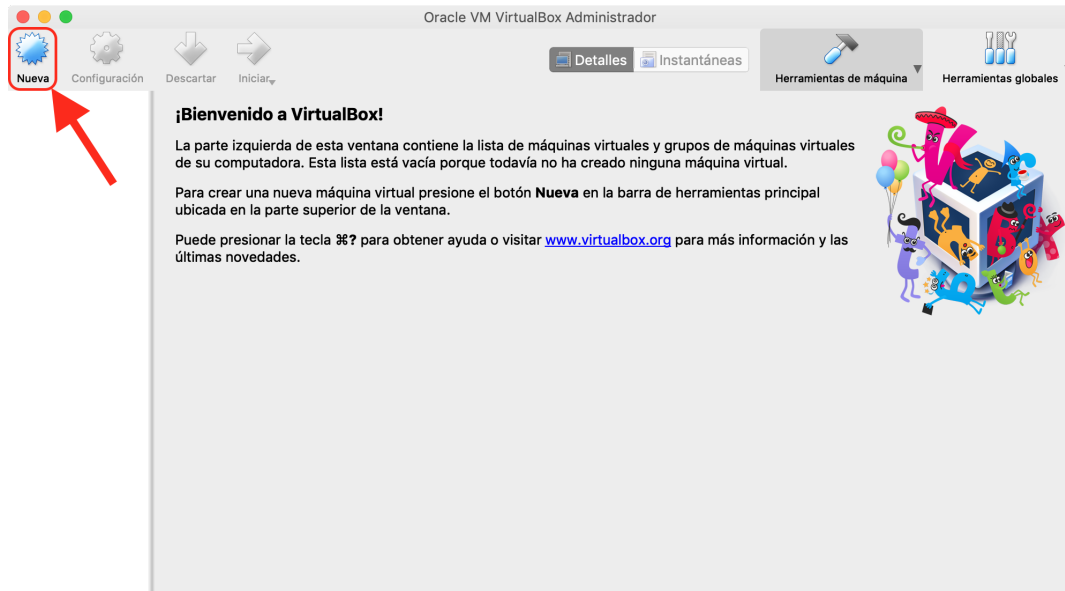 Oracle VM VirtualBox Administrador
Nueva
Configuración
Descartar
Iniciar
Detalles
Instantáneas
Herramientas de máquina
Herramientas globales
¡Bienvenido a VirtualBox!
La parte izquierda de esta ventana contiene la lista de máquinas virtuales y grupos de máquinas virtuales
de su computadora. Esta lista está vacía porque todavía no ha creado ninguna máquina virtual.
Para crear una nueva máquina virtual presione el botón Nueva en la barra de herramientas principal
ubicada en la parte superior de la ventana.
Puede presionar la tecla ⌘? para obtener ayuda o visitar www.virtualbox.org para más información y las
últimas novedades.